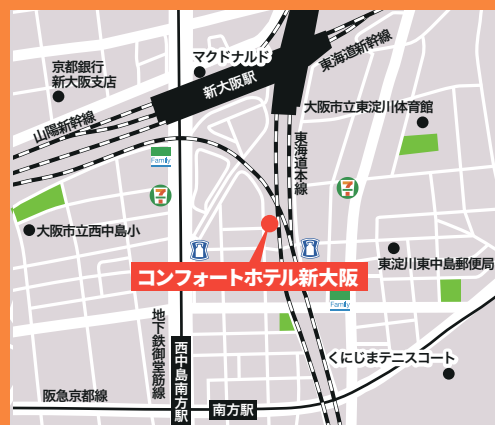 マクドナルド
京都銀行
新大阪支店
新大阪駅
東海道新幹線
大阪市立東淀川体育館
山陽新幹線
東海道本線
Family
7
7
大阪市立西中島小
東淀川東中島郵便局
コンフォートホテル新大阪
Family
地下鉄御堂筋線
西中島南方駅
くにじまテニスコート
阪急京都線
南方駅